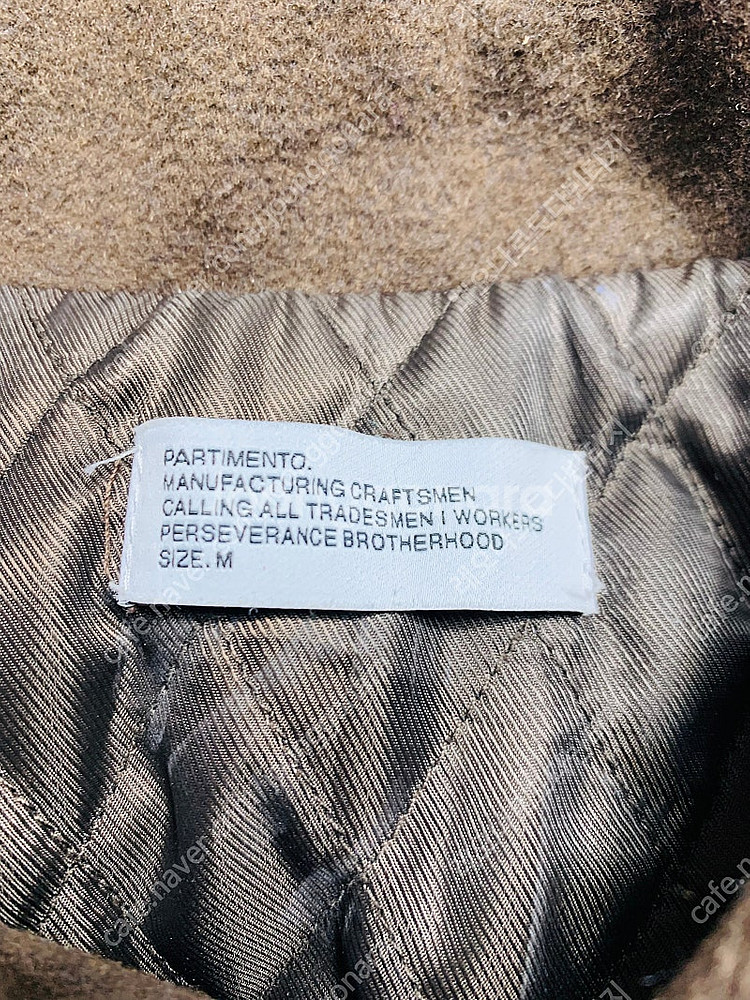 PARTIMENTO.
MANUFACTURING CRAFTSMEN
CALLING ALL TRADESMEN I WORKERS
PERSEVERANCE BROTHERHOOD
SIZE. M